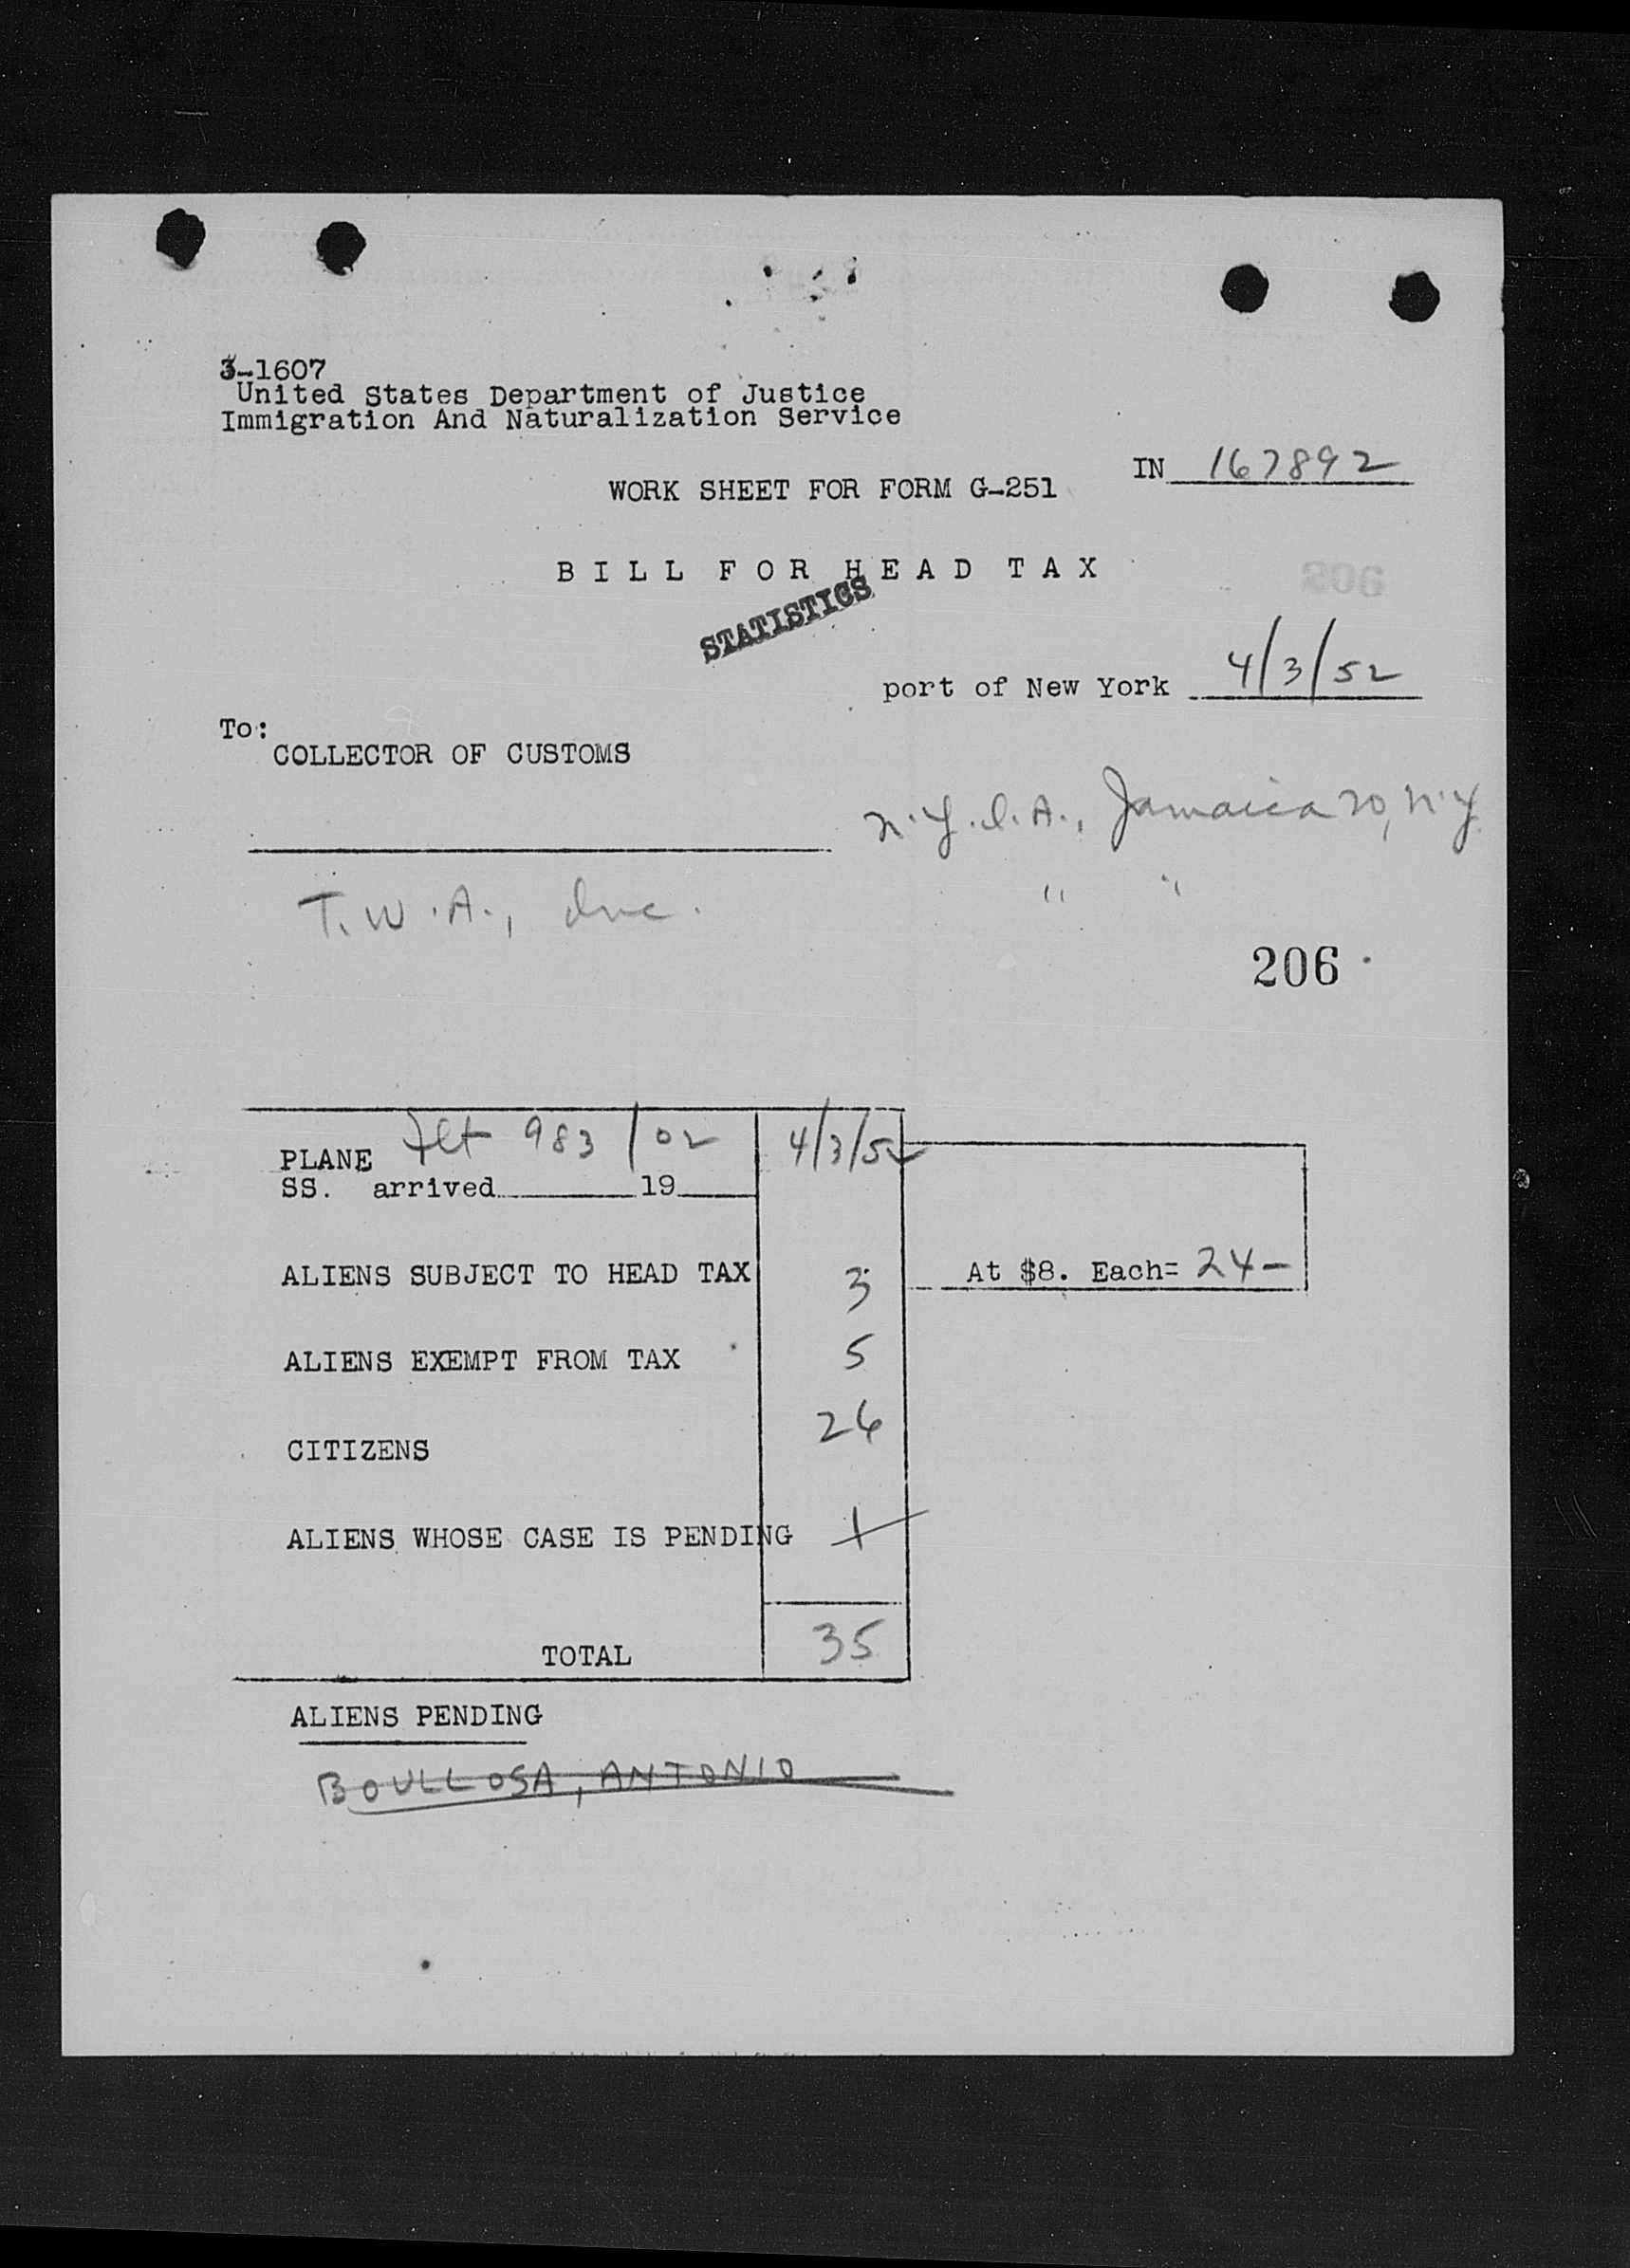 3-1607
United States Department of Justice
Immigration And Naturalization Service
IN 167892
WORK SHEET FOR FORM G-251
BILL FOR HEAD TAX
206
STATISTICS
port of New York 4/3/52
To:
COLLECTOR OF CUSTOMS
N.Y.I.A., Jamaica 20, N.Y.
T.W.A., Inc. " "
206
PLANE flt 983/02 4/3/52
SS. arrived 19
ALIENS SUBJECT TO HEAD TAX 3 At $8. Each= 24-
ALIENS EXEMPT FROM TAX 5
CITIZENS 26
ALIENS WHOSE CASE IS PENDING 1
TOTAL 35
ALIENS PENDING
BOULLOSA, ANTONIO